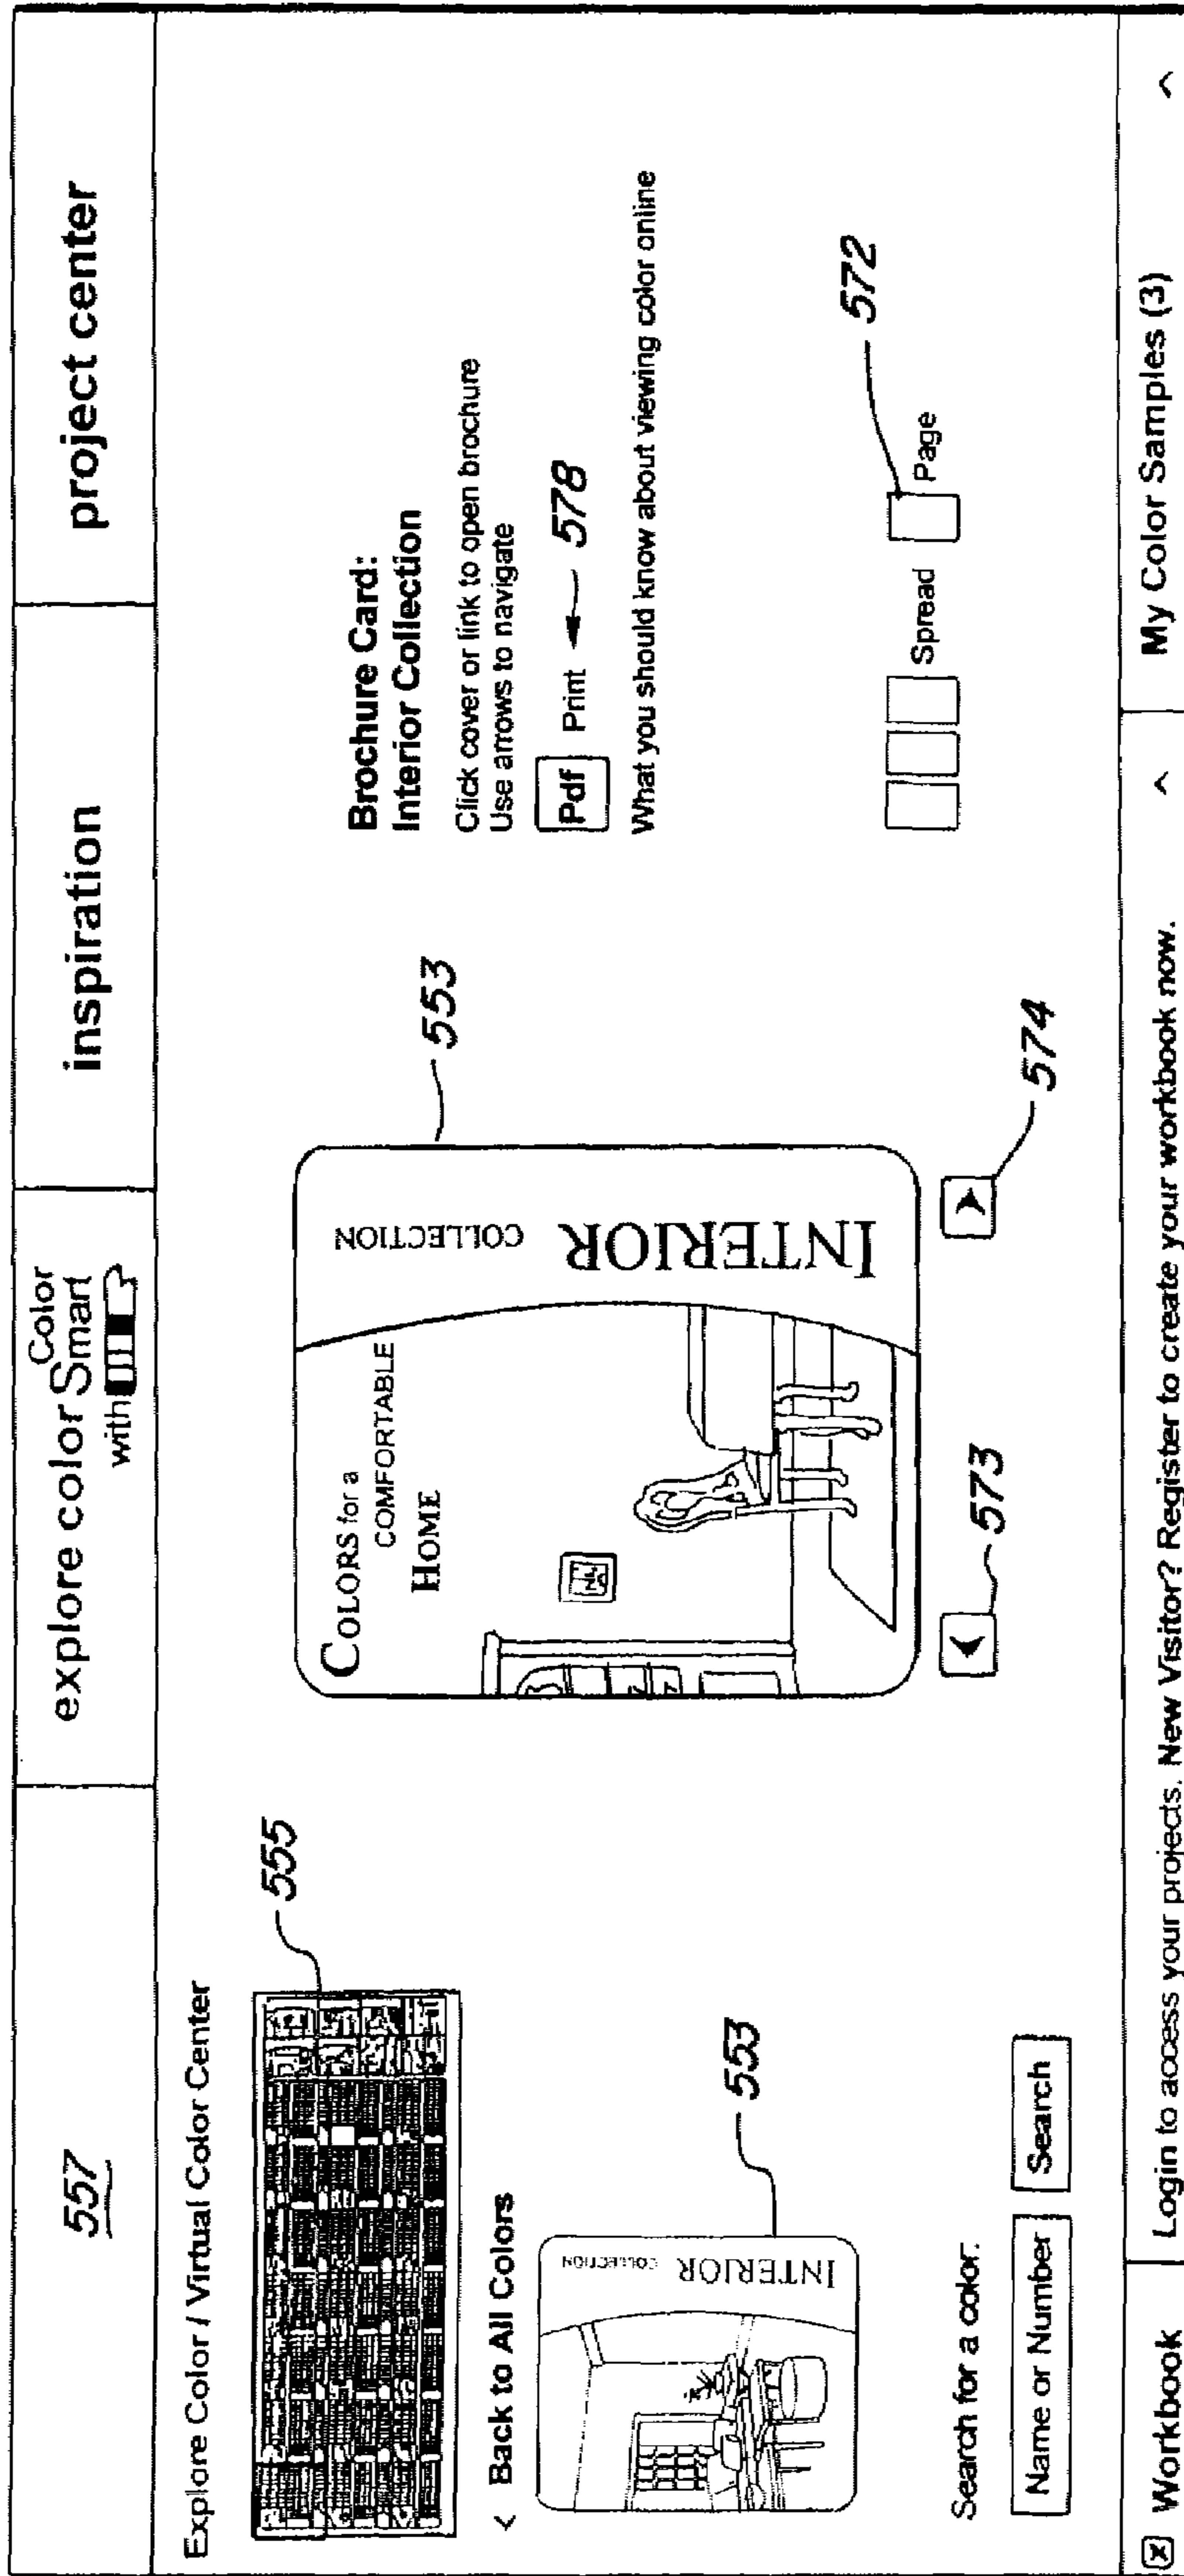 557
explore color
Color
Smart
with
inspiration
project center
Explore Color / Virtual Color Center
555
< Back to All Colors
INTERIOR
COLLECTION
553
Search for a color:
Name or Number
Search
COLORS for a
COMFORTABLE
HOME
INTERIOR
COLLECTION
553
573
574
Brochure Card:
Interior Collection
Click cover or link to open brochure
Use arrows to navigate
Pdf Print 578
What you should know about viewing color online
Spread
Page
572
x Workbook
Login to access your projects. New Visitor? Register to create your workbook now. ^
My Color Samples (3) ^